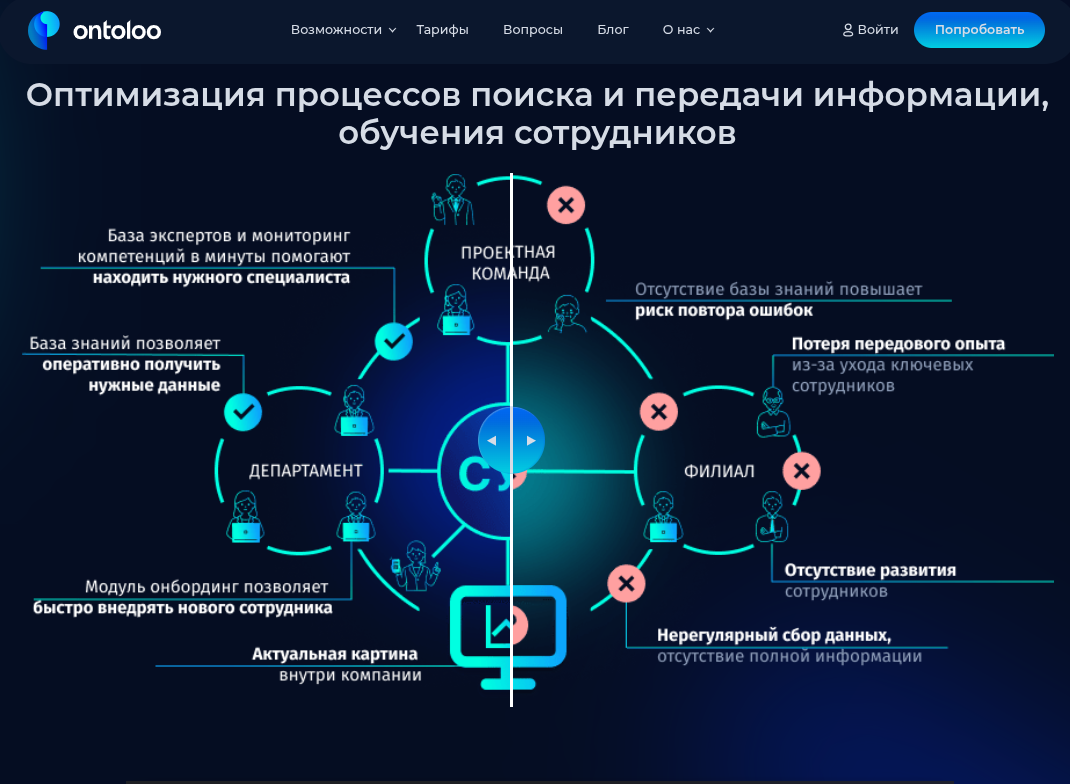 ontoloo
Возможности
Тарифы
Вопросы
Блог
О нас
Войти
Попробовать
Оптимизация процессов поиска и передачи информации,
обучения сотрудников
База экспертов и мониторинг
компетенций в минуты помогают
находить нужного специалиста
ПРОЕКТНАЯ
КОМАНДА
Отсутствие базы знаний повышает
риск повтора ошибок
База знаний позволяет
оперативно получить
нужные данные
Потеря передового опыта
из-за ухода ключевых
сотрудников
ДЕПАРТАМЕНТ
ФИЛИАЛ
Модуль онбординг позволяет
быстро внедрять нового сотрудника
Отсутствие развития
сотрудников
Актуальная картина
внутри компании
Нерегулярный сбор данных,
отсутствие полной информации